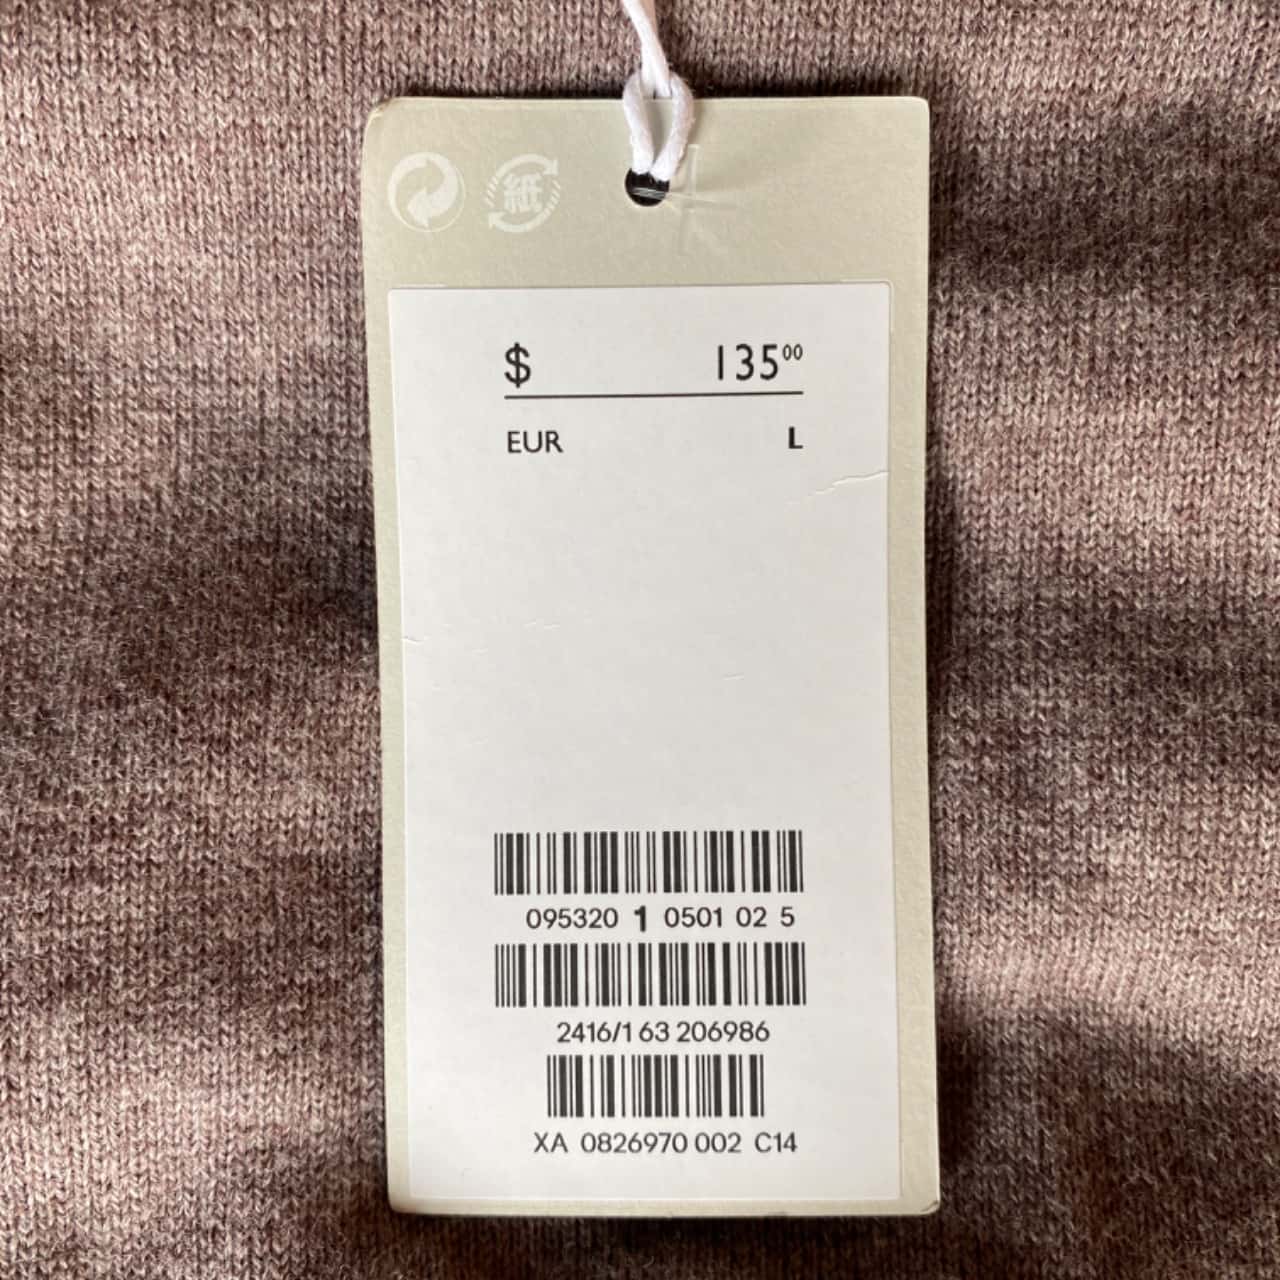 紙
$ 135⁰⁰
EUR L
095320 1 0501 02 5
2416/1 63 206986
XA 0826970 002 C14